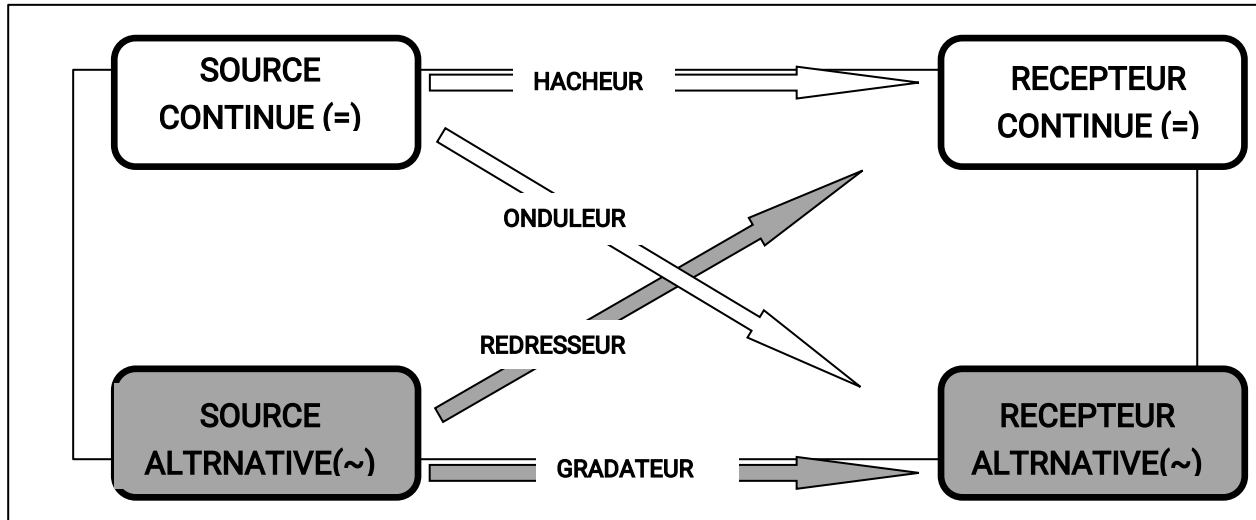 SOURCE
CONTINUE (=)
HACHEUR
RECEPTEUR
CONTINUE (=)
ONDULEUR
REDRESSEUR
SOURCE
ALTRNATIVE(~)
GRADATEUR
RECEPTEUR
ALTRNATIVE(~)